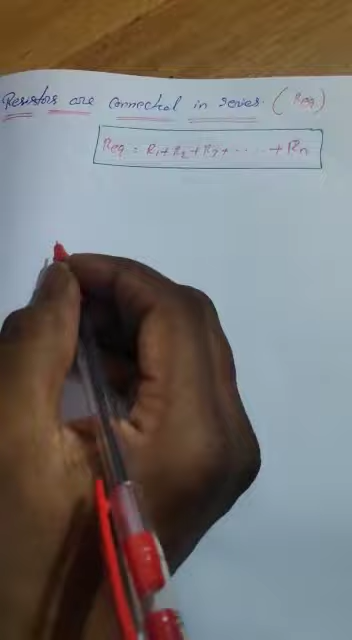 Resistors are connected in series. (Req)
Req = R1+R2+R3+.....+Rn